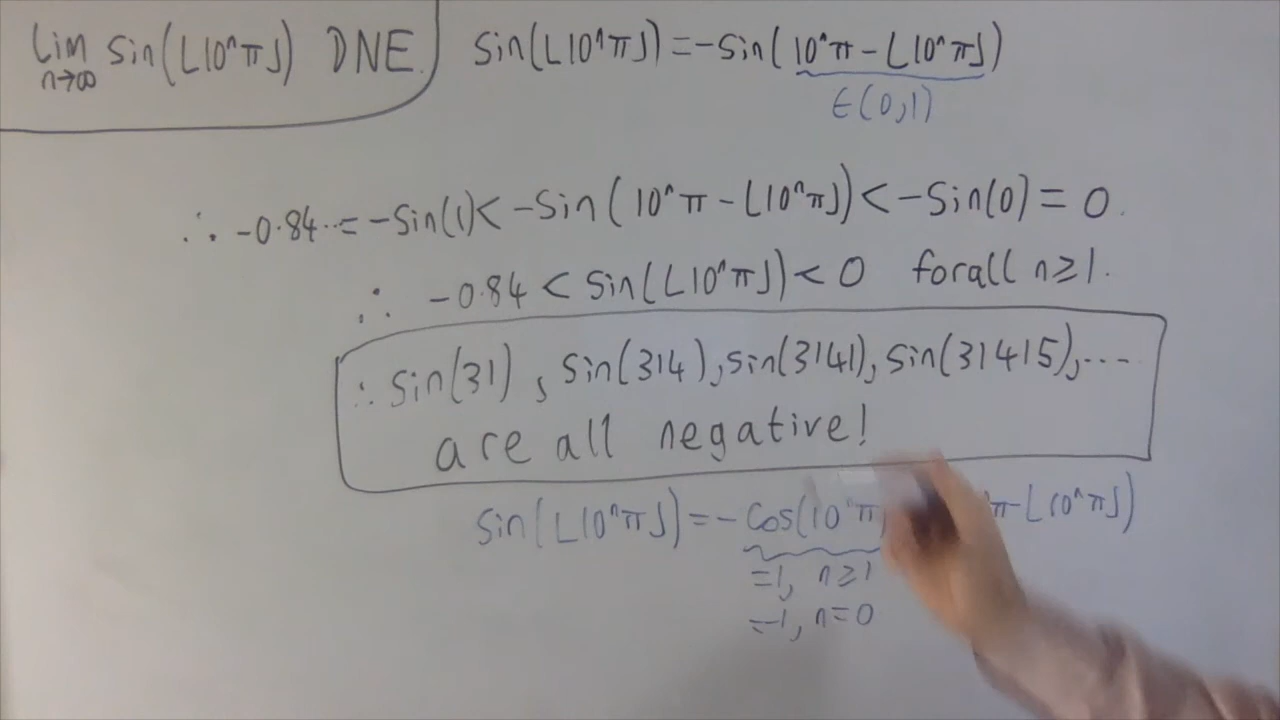 lim n→∞ sin(⌊10ⁿπ⌋) DNE.
sin(⌊10ⁿπ⌋) = -sin(10ⁿπ - ⌊10ⁿπ⌋)
∈(0,1)
∴ -0.84... = -sin(1) < -sin(10ⁿπ - ⌊10ⁿπ⌋) < -sin(0) = 0.
∴ -0.84 < sin(⌊10ⁿπ⌋) < 0 for all n≥1.
∴ sin(31), sin(314), sin(3141), sin(31415), ....
are all negative!
sin(⌊10ⁿπ⌋) = -cos(10ⁿπ) π - ⌊10ⁿπ⌋)
=1, n≥1
=-1, n=0